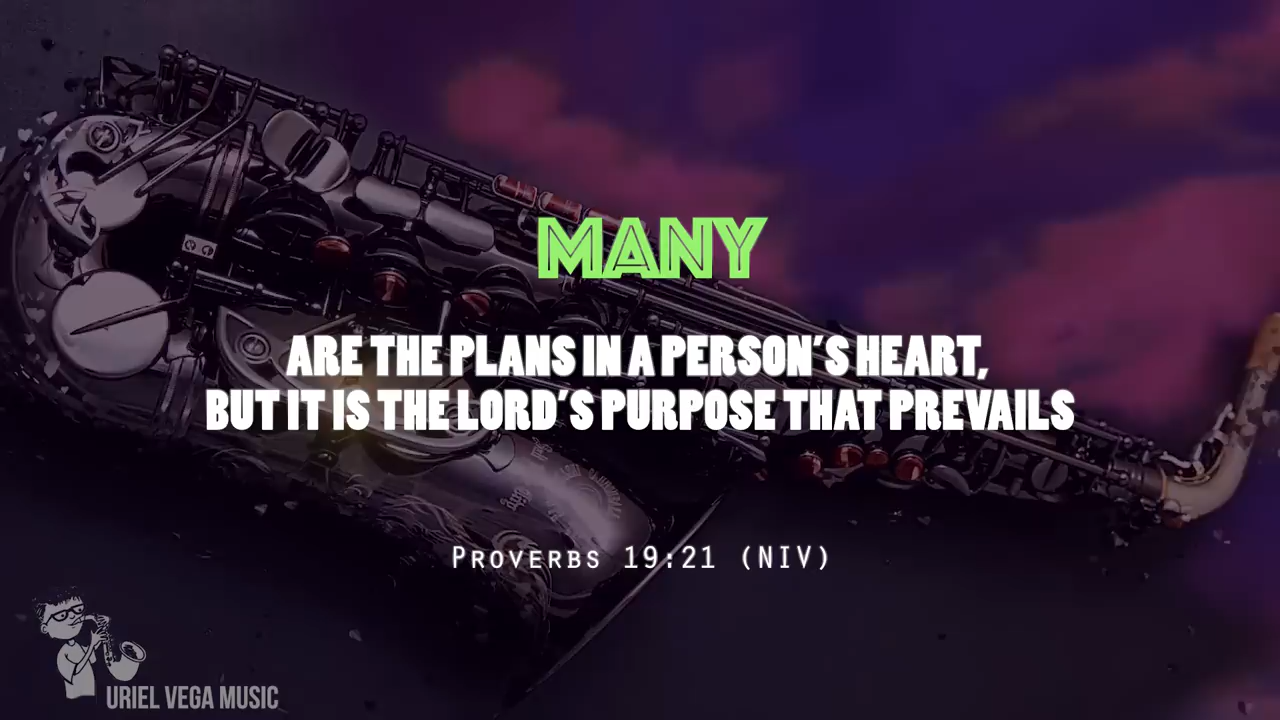 MANY
ARE THE PLANS IN A PERSON'S HEART,
BUT IT IS THE LORD'S PURPOSE THAT PREVAILS
Proverbs 19:21 (NIV)
URIEL VEGA MUSIC